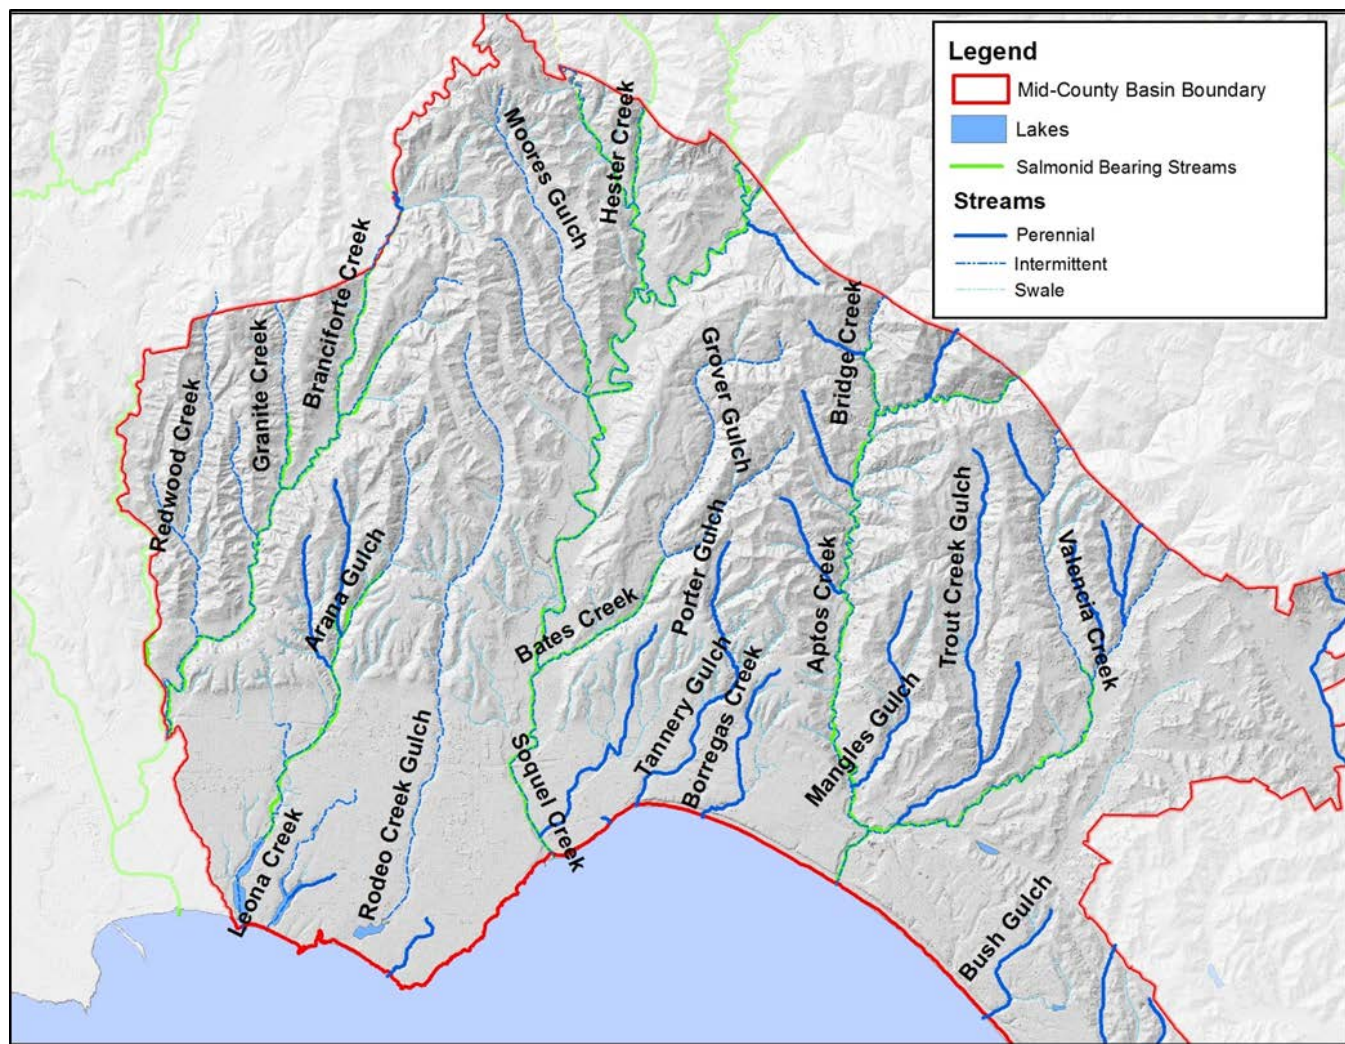 Legend
Mid-County Basin Boundary
Lakes
Salmonid Bearing Streams
Streams
Perennial
Intermittent
Swale
Moores Gulch
Hester Creek
Branciforte Creek
Granite Creek
Redwood Creek
Grover Gulch
Bridge Creek
Arana Gulch
Porter Gulch
Bates Creek
Aptos Creek
Trout Creek Gulch
Valencia Creek
Tannery Gulch
Borregas Creek
Mangles Gulch
Soquel Creek
Rodeo Creek Gulch
Leona Creek
Bush Gulch